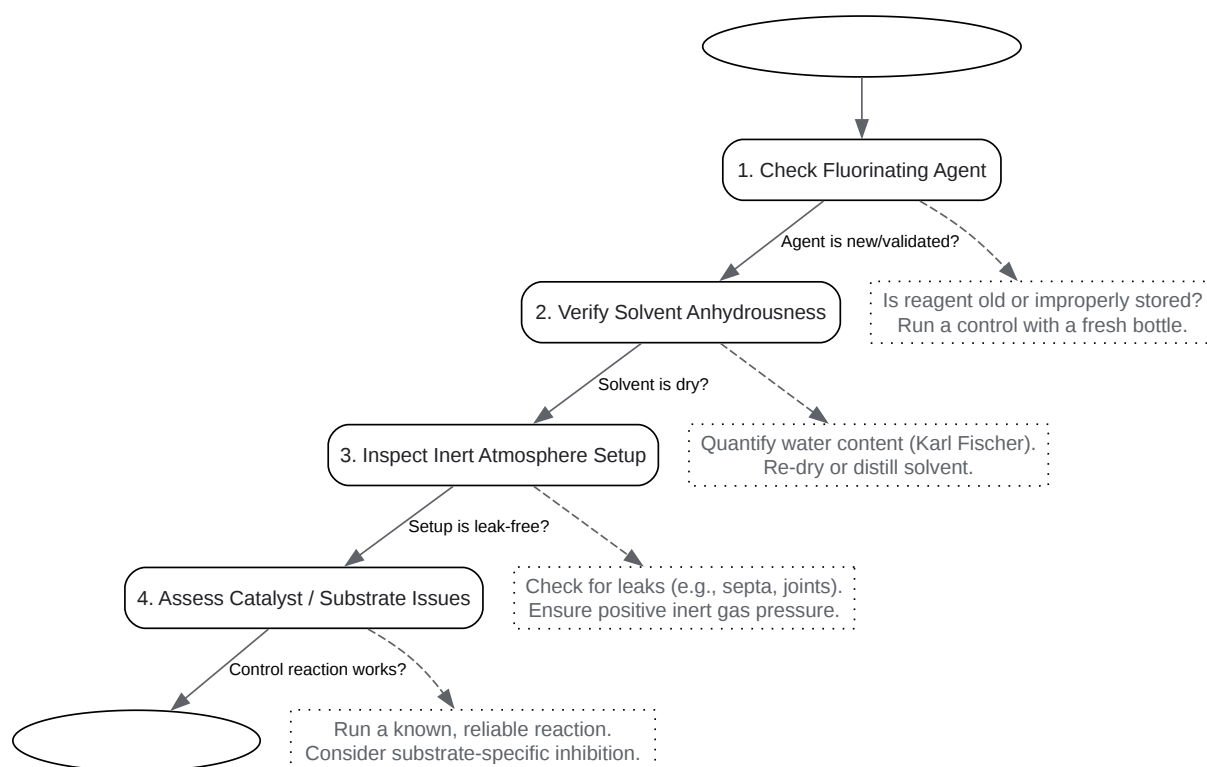 1. Check Fluorinating Agent
Agent is new/validated?
Is reagent old or improperly stored?
Run a control with a fresh bottle.
2. Verify Solvent Anhydrousness
Solvent is dry?
Quantify water content (Karl Fischer).
Re-dry or distill solvent.
3. Inspect Inert Atmosphere Setup
Setup is leak-free?
Check for leaks (e.g., septa, joints).
Ensure positive inert gas pressure.
4. Assess Catalyst / Substrate Issues
Control reaction works?
Run a known, reliable reaction.
Consider substrate-specific inhibition.